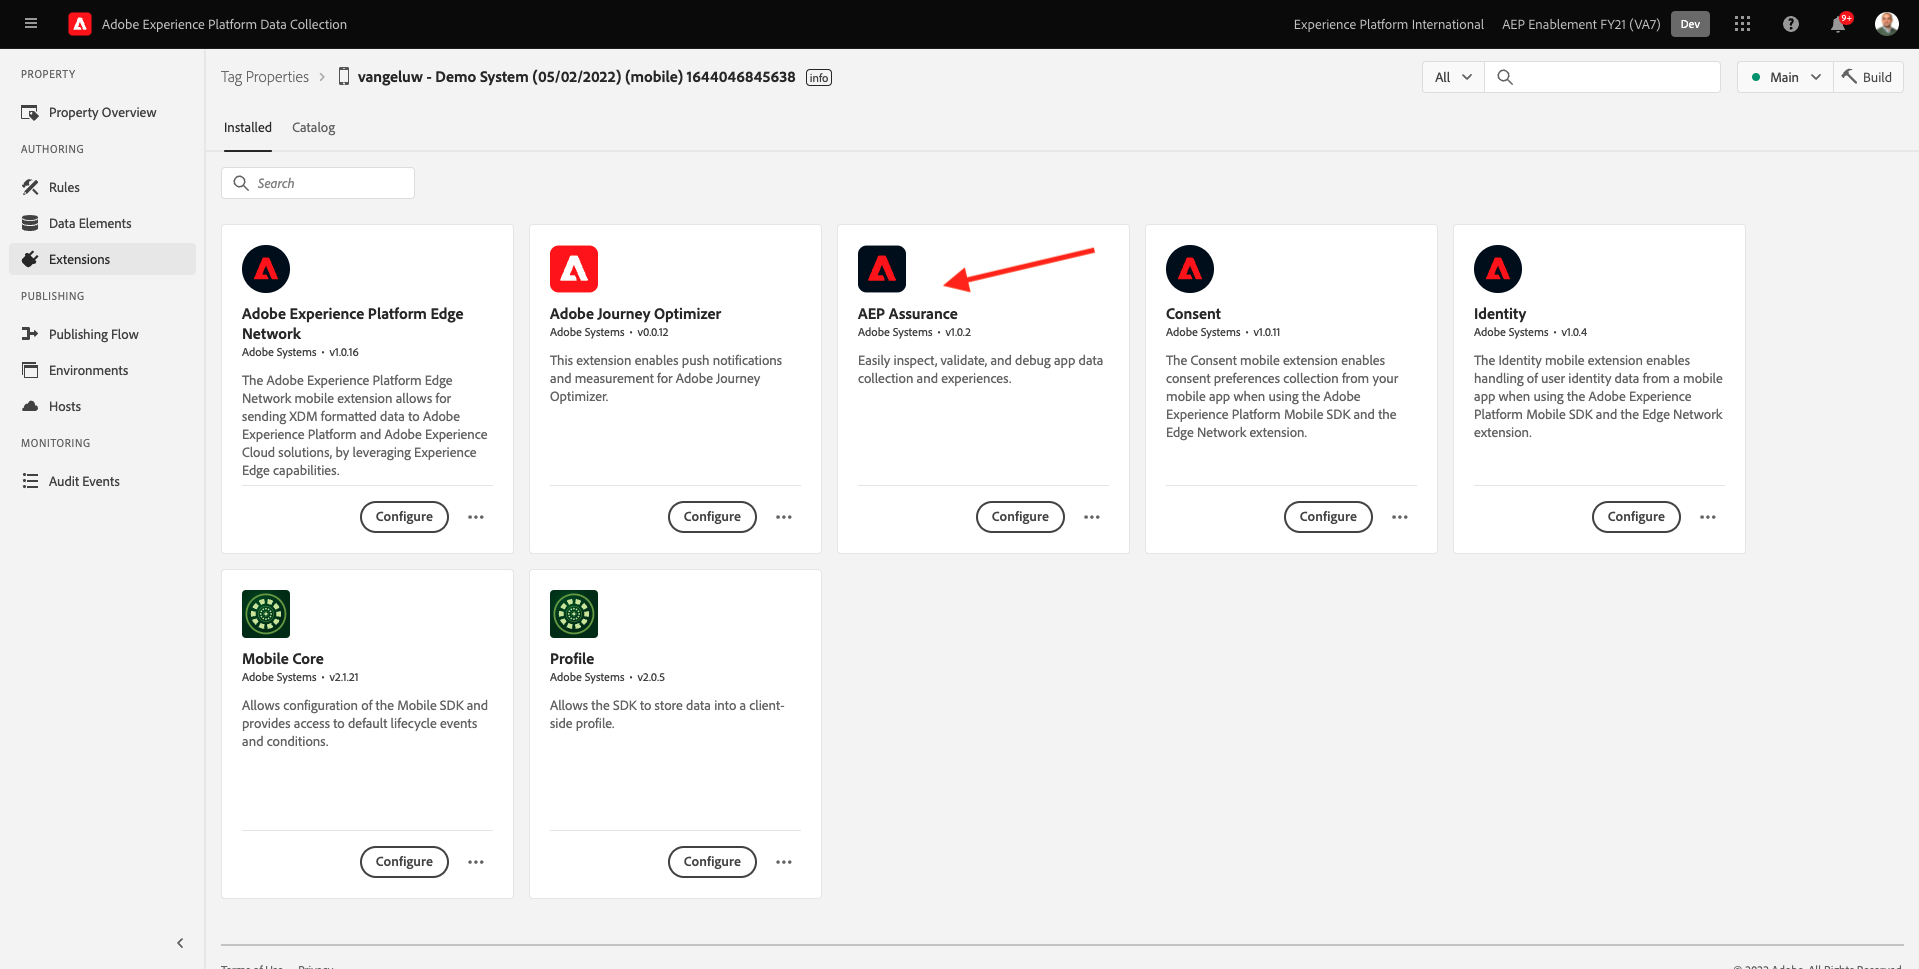 Adobe Experience Platform Data Collection
Experience Platform International
AEP Enablement FY21 (VA7)
Dev
9+
PROPERTY
Property Overview
AUTHORING
Rules
Data Elements
Extensions
PUBLISHING
Publishing Flow
Environments
Hosts
MONITORING
Audit Events
Tag Properties
vangeluw - Demo System (05/02/2022) (mobile) 1644046845638
info
All
Main
Build
Installed
Catalog
Search
Adobe Experience Platform Edge
Network
Adobe Systems • v1.0.16
The Adobe Experience Platform Edge
Network mobile extension allows for
sending XDM formatted data to Adobe
Experience Platform and Adobe Experience
Cloud solutions, by leveraging Experience
Edge capabilities.
Configure
Adobe Journey Optimizer
Adobe Systems • v0.0.12
This extension enables push notifications
and measurement for Adobe Journey
Optimizer.
Configure
AEP Assurance
Adobe Systems • v1.0.2
Easily inspect, validate, and debug app data
collection and experiences.
Configure
Consent
Adobe Systems • v1.0.11
The Consent mobile extension enables
consent preferences collection from your
mobile app when using the Adobe
Experience Platform Mobile SDK and the
Edge Network extension.
Configure
Identity
Adobe Systems • v1.0.4
The Identity mobile extension enables
handling of user identity data from a mobile
app when using the Adobe Experience
Platform Mobile SDK and the Edge Network
extension.
Configure
Mobile Core
Adobe Systems • v2.1.21
Allows configuration of the Mobile SDK and
provides access to default lifecycle events
and conditions.
Configure
Profile
Adobe Systems • v2.0.5
Allows the SDK to store data into a client-
side profile.
Configure
Terms of Use
Privacy
© 2022 Adobe. All Rights Reserved.